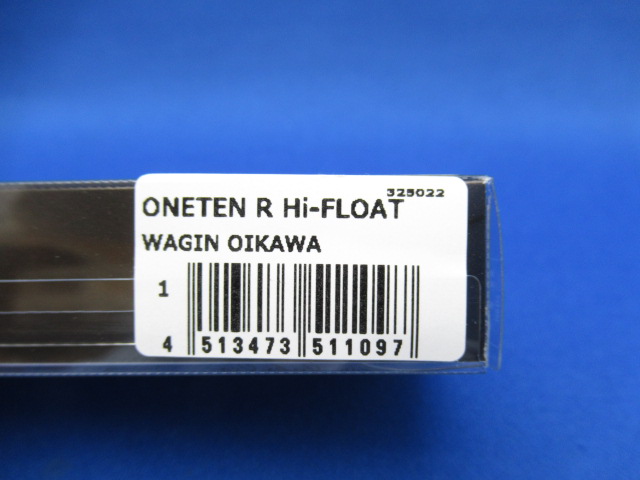 325022
ONETEN R Hi-FLOAT
WAGIN OIKAWA
1
4 513473 511097